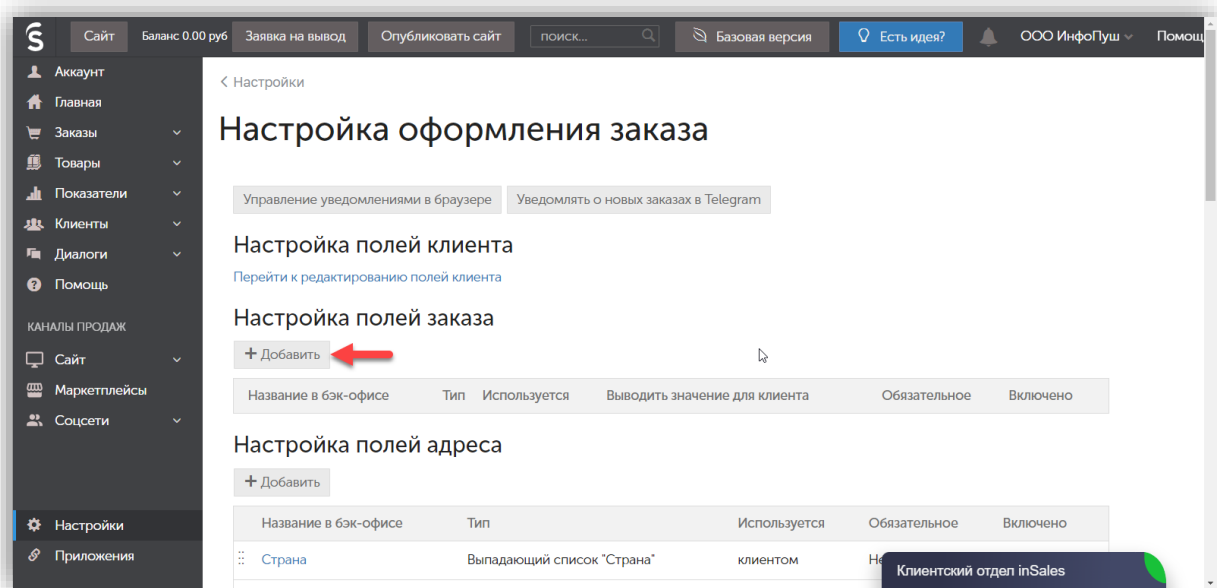 Сайт Баланс 0.00 руб Заявка на вывод Опубликовать сайт поиск... Базовая версия Есть идея? ООО ИнфоПуш Помощ
Аккаунт
Главная
Заказы
Товары
Показатели
Клиенты
Диалоги
Помощь
КАНАЛЫ ПРОДАЖ
Сайт
Маркетплейсы
Соцсети
Настройки
Приложения
Настройки
Настройка оформления заказа
Управление уведомлениями в браузере Уведомлять о новых заказах в Telegram
Настройка полей клиента
Перейти к редактированию полей клиента
Настройка полей заказа
+ Добавить
Название в бэк-офисе Тип Используется Выводить значение для клиента Обязательное Включено
Настройка полей адреса
+ Добавить
Название в бэк-офисе Тип Используется Обязательное Включено
Страна Выпадающий список "Страна" клиентом Не
Клиентский отдел inSales